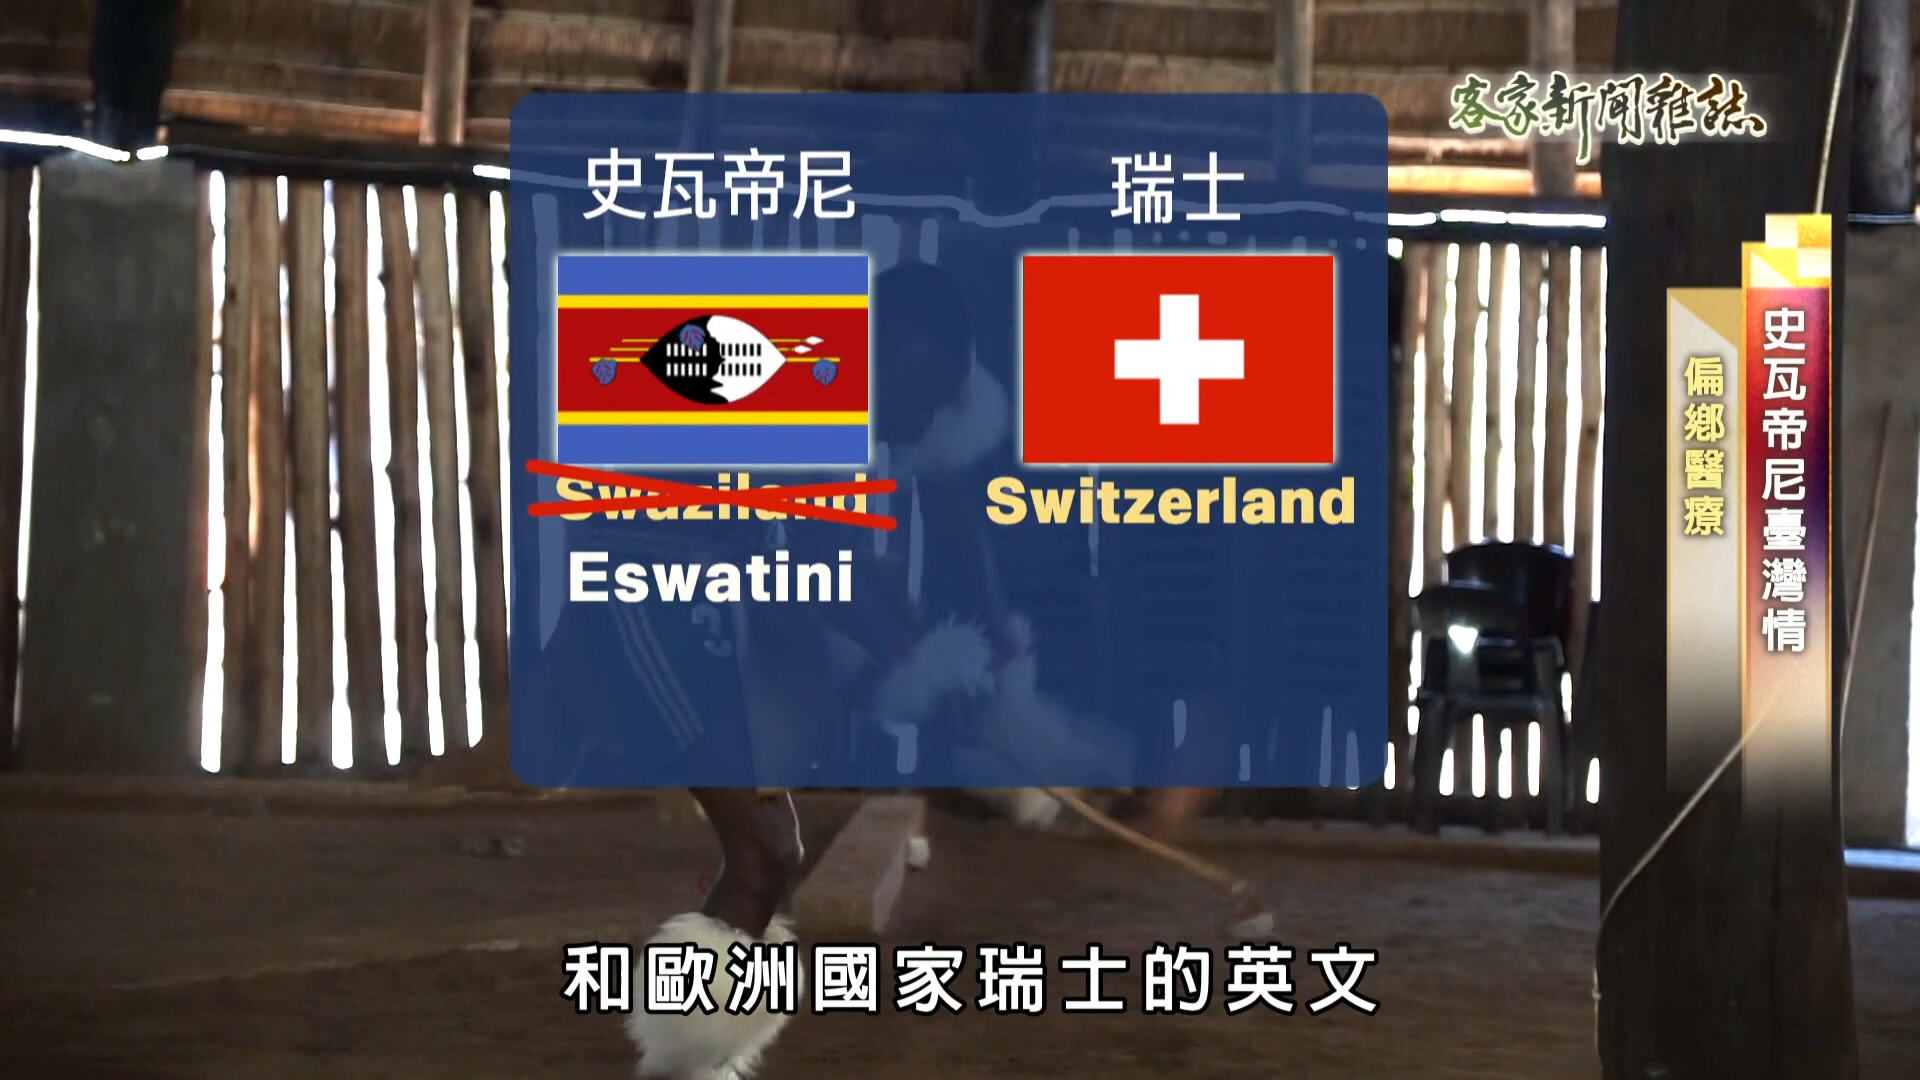 客家新聞雜誌
史瓦帝尼
瑞士
Swaziland
Switzerland
Eswatini
史瓦帝尼臺灣情
偏鄉醫療
和歐洲國家瑞士的英文